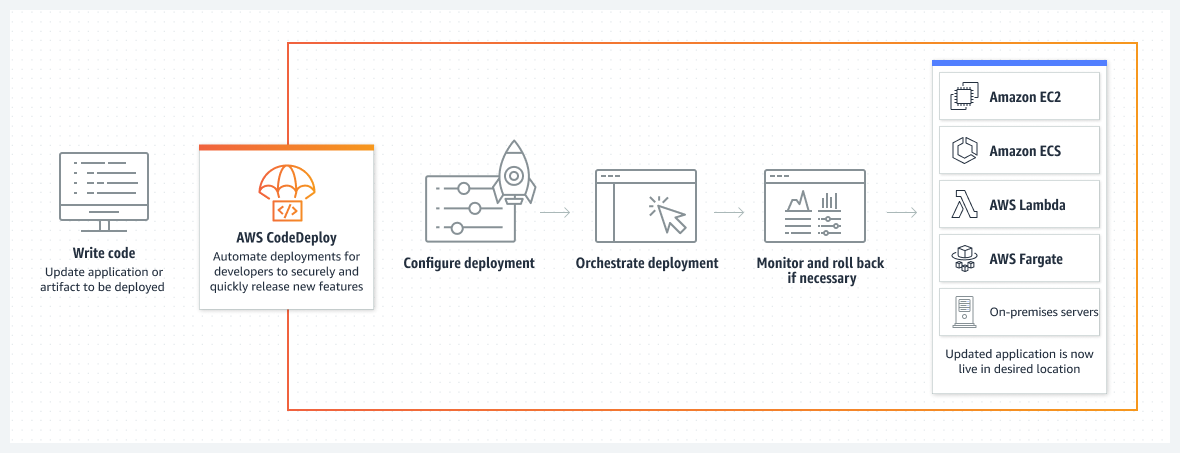 Write code
Update application or
artifact to be deployed
</>
AWS CodeDeploy
Automate deployments for
developers to securely and
quickly release new features
Configure deployment
Orchestrate deployment
Monitor and roll back
if necessary
Amazon EC2
Amazon ECS
AWS Lambda
AWS Fargate
On-premises servers
Updated application is now
live in desired location